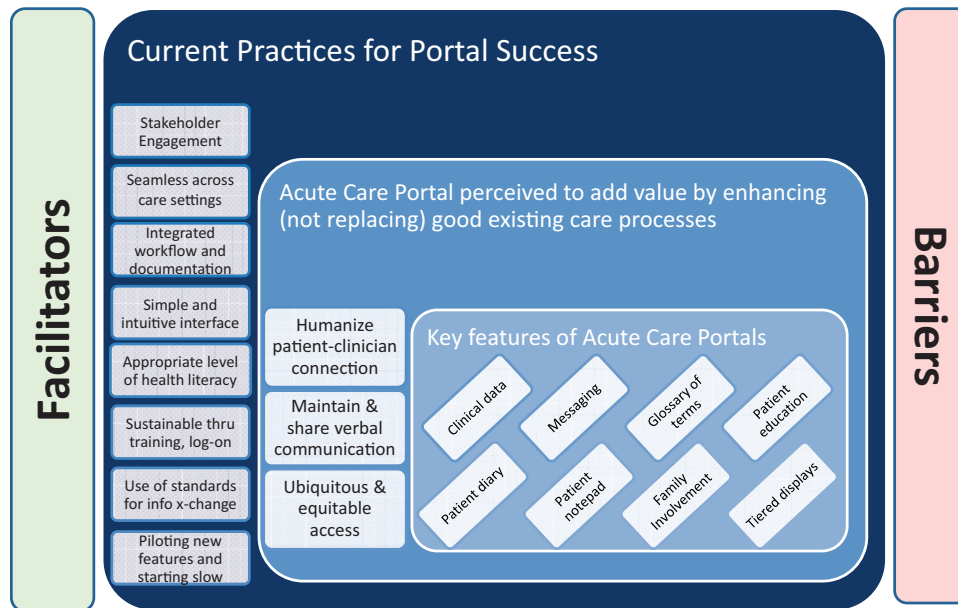 Facilitators
Current Practices for Portal Success
Stakeholder
Engagement
Seamless across
care settings
Integrated
workflow and
documentation
Simple and
intuitive interface
Appropriate level
of health literacy
Sustainable thru
training, log-on
Use of standards
for info x-change
Piloting new
features and
starting slow
Acute Care Portal perceived to add value by enhancing
(not replacing) good existing care processes
Humanize
patient-clinician
connection
Maintain &
share verbal
communication
Ubiquitous &
equitable
access
Key features of Acute Care Portals
Clinical data
Messaging
Glossary of
terms
Patient
education
Patient diary
Patient
notepad
Family
Involvement
Tiered displays
Barriers